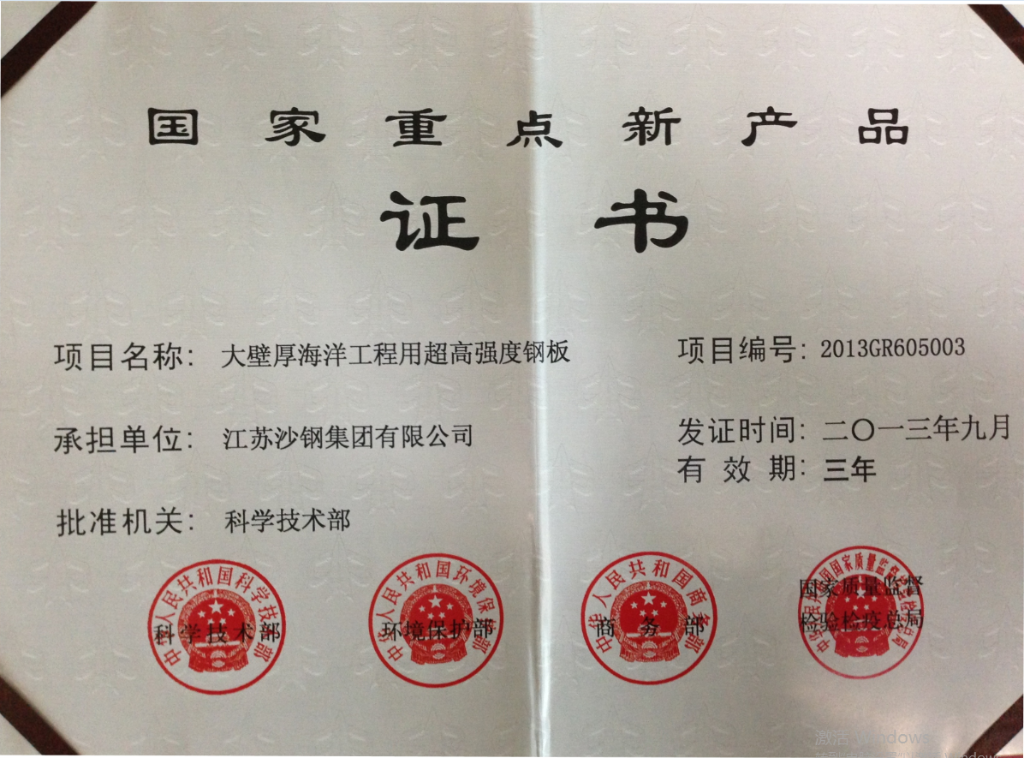 国家重点新产品
证书
项目名称：大壁厚海洋工程用超高强度钢板
项目编号：2013GR605003
承担单位：江苏沙钢集团有限公司
发证时间：二〇一三年九月
有效期：三年
批准机关：科学技术部
中华人民共和国科学技术部
科学技术部
中华人民共和国环境保护部
环境保护部
中华人民共和国商务部
商务部
国家质量监督
检验检疫总局
激活 Windows